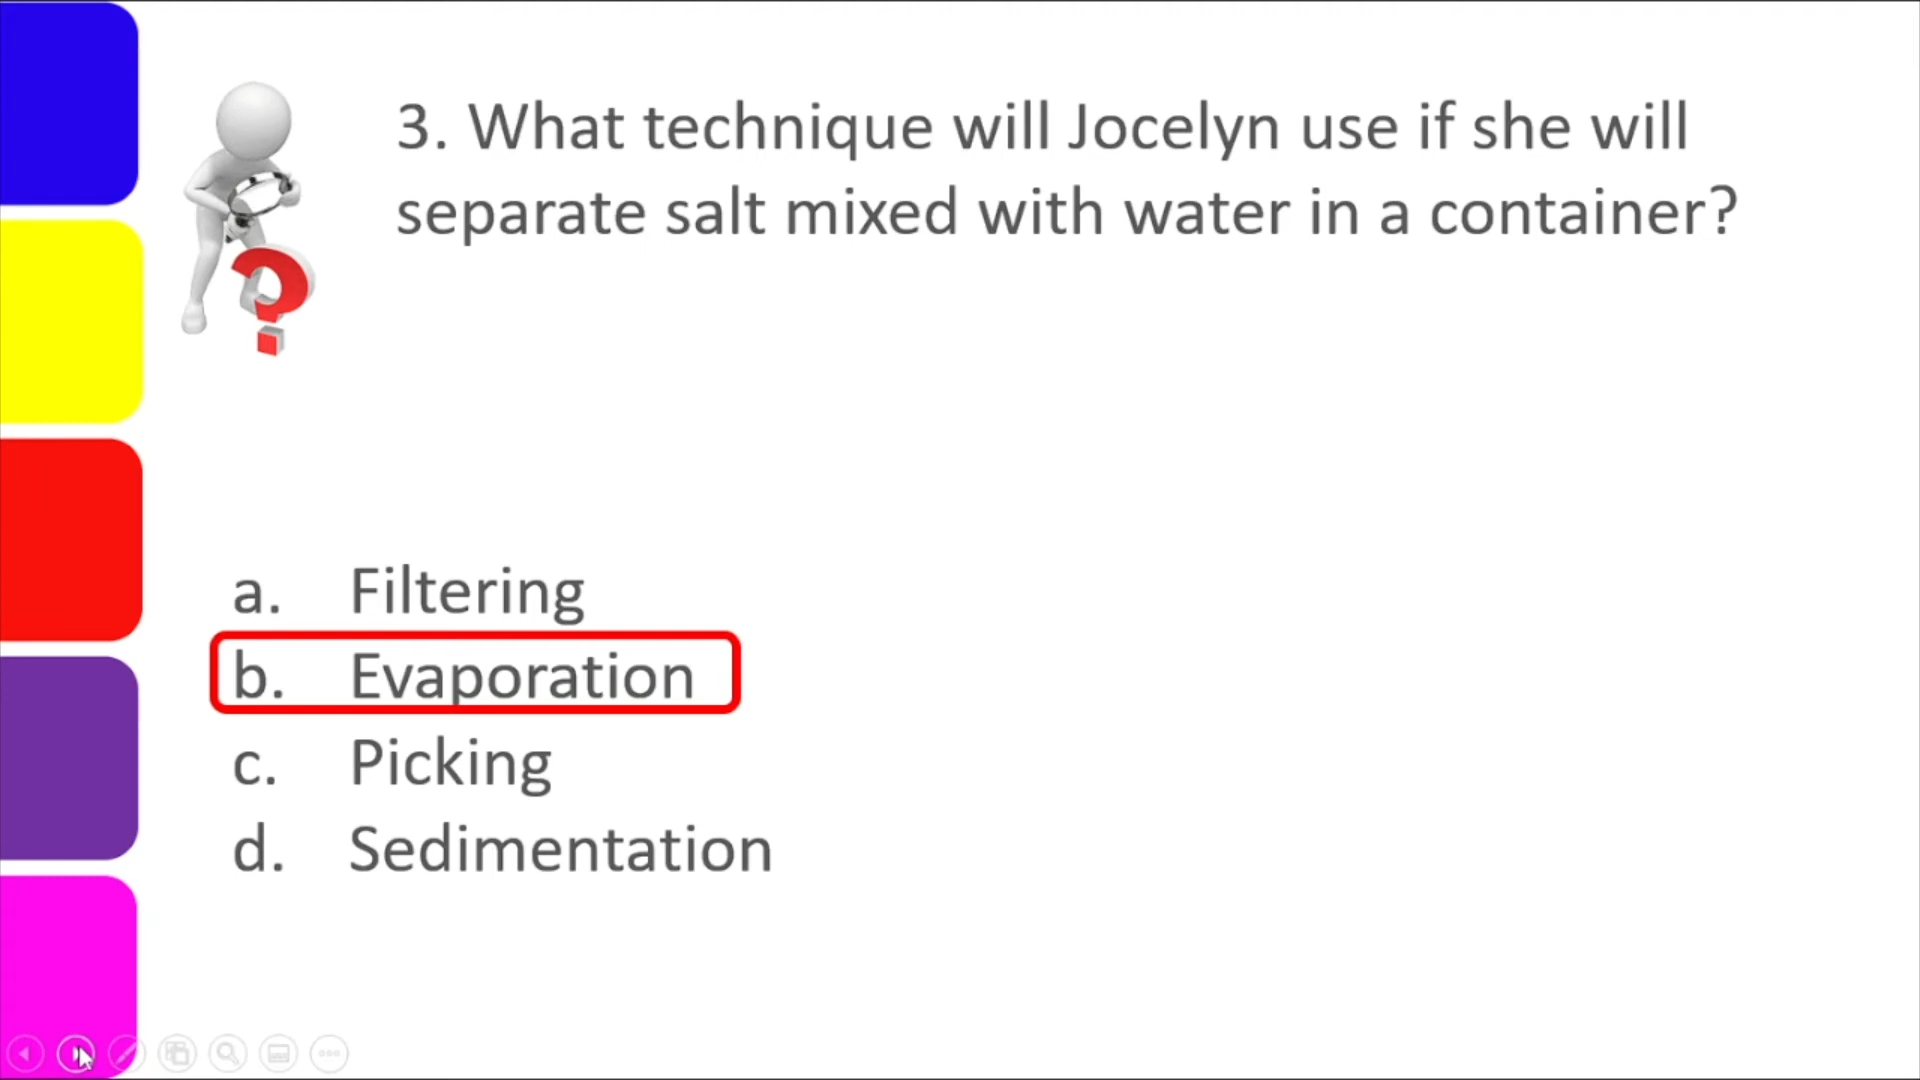 3. What technique will Jocelyn use if she will
separate salt mixed with water in a container?
a. Filtering
b. Evaporation
c. Picking
d. Sedimentation